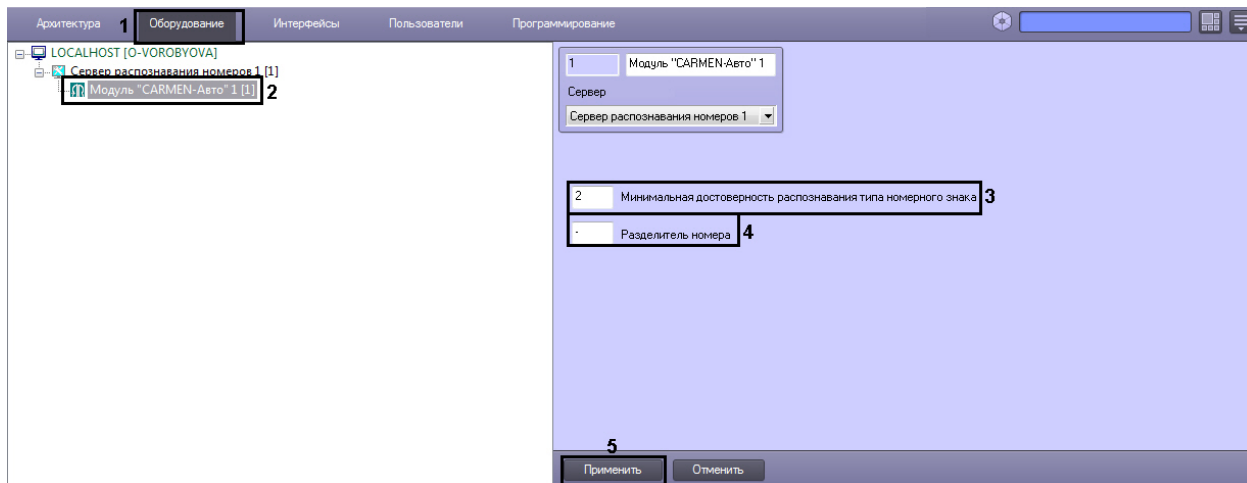 Архитектура 1 Оборудование Интерфейсы Пользователи Программирование
LOCALHOST [O-VOROBYOVA]
Сервер распознавания номеров 1 [1]
Модуль "CARMEN-Авто" 1 [1] 2
1 Модуль "CARMEN-Авто" 1
Сервер
Сервер распознавания номеров 1
2 Минимальная достоверность распознавания типа номерного знака 3
- Разделитель номера 4
5
Применить Отменить